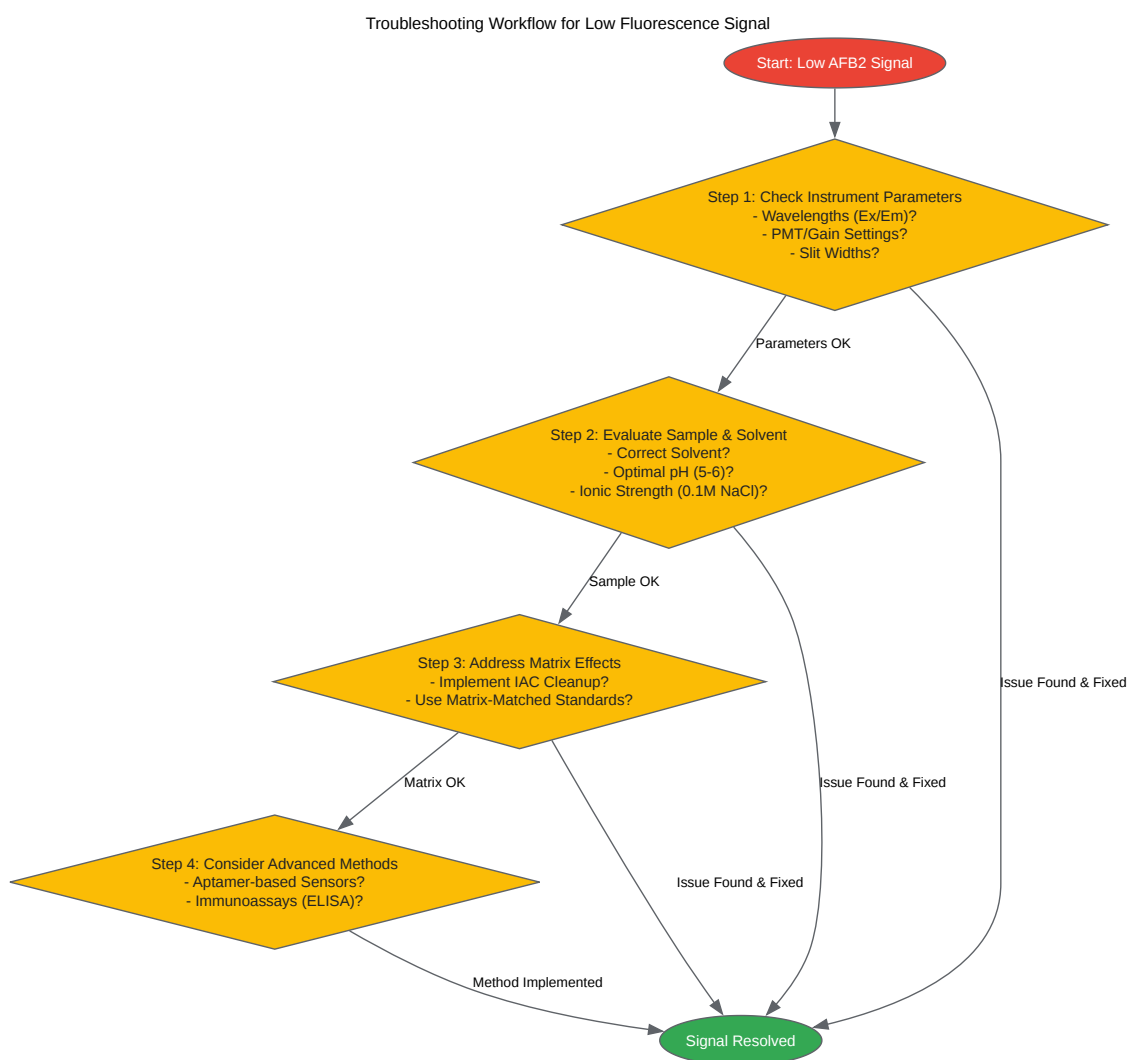 Troubleshooting Workflow for Low Fluorescence Signal
Start: Low AFB2 Signal
Step 1: Check Instrument Parameters
- Wavelengths (Ex/Em)?
- PMT/Gain Settings?
- Slit Widths?
Parameters OK
Step 2: Evaluate Sample & Solvent
- Correct Solvent?
- Optimal pH (5-6)?
- Ionic Strength (0.1M NaCl)?
Sample OK
Step 3: Address Matrix Effects
- Implement IAC Cleanup?
- Use Matrix-Matched Standards?
Issue Found & Fixed
Matrix OK
Issue Found & Fixed
Step 4: Consider Advanced Methods
- Aptamer-based Sensors?
- Immunoassays (ELISA)?
Issue Found & Fixed
Method Implemented
Signal Resolved